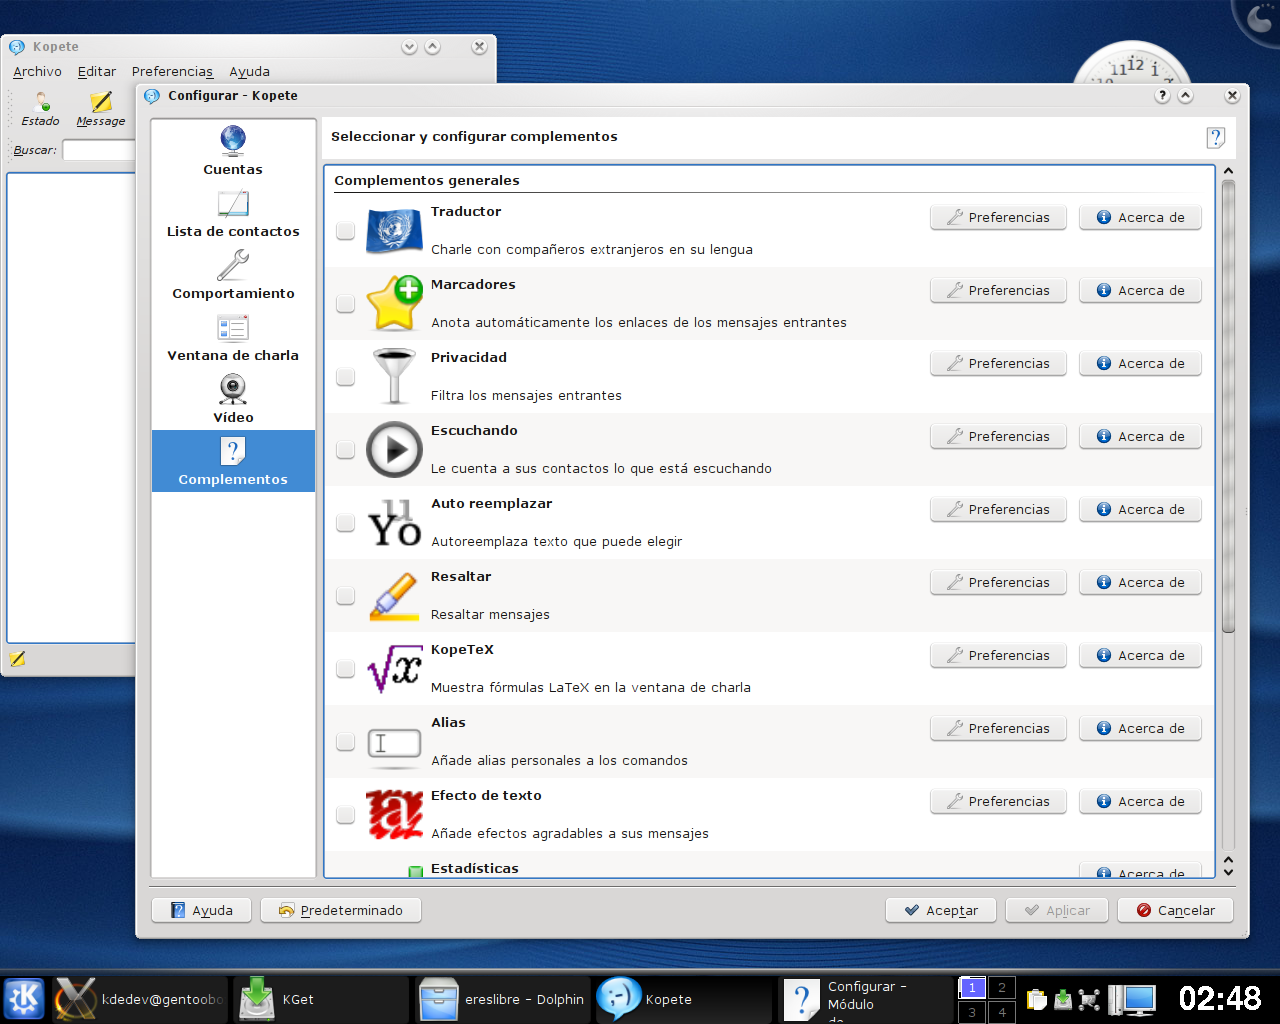 Kopete
Archivo Editar Preferencias Ayuda
Estado Message
Buscar:
Configurar - Kopete
Cuentas
Lista de contactos
Comportamiento
Ventana de charla
Vídeo
Complementos
Seleccionar y configurar complementos
Complementos generales
Traductor
Charle con compañeros extranjeros en su lengua
Preferencias Acerca de
Marcadores
Anota automáticamente los enlaces de los mensajes entrantes
Preferencias Acerca de
Privacidad
Filtra los mensajes entrantes
Preferencias Acerca de
Escuchando
Le cuenta a sus contactos lo que está escuchando
Preferencias Acerca de
Auto reemplazar
Autoreemplaza texto que puede elegir
Preferencias Acerca de
Resaltar
Resaltar mensajes
Preferencias Acerca de
KopeTeX
Muestra fórmulas LaTeX en la ventana de charla
Preferencias Acerca de
Alias
Añade alias personales a los comandos
Preferencias Acerca de
Efecto de texto
Añade efectos agradables a sus mensajes
Preferencias Acerca de
Estadísticas
Acerca de
Ayuda Predeterminado Aceptar Aplicar Cancelar
kdedev@gentoobo
KGet
ereslibre - Dolphin
Kopete
Configurar -
Módulo
1 2
3 4
02:48